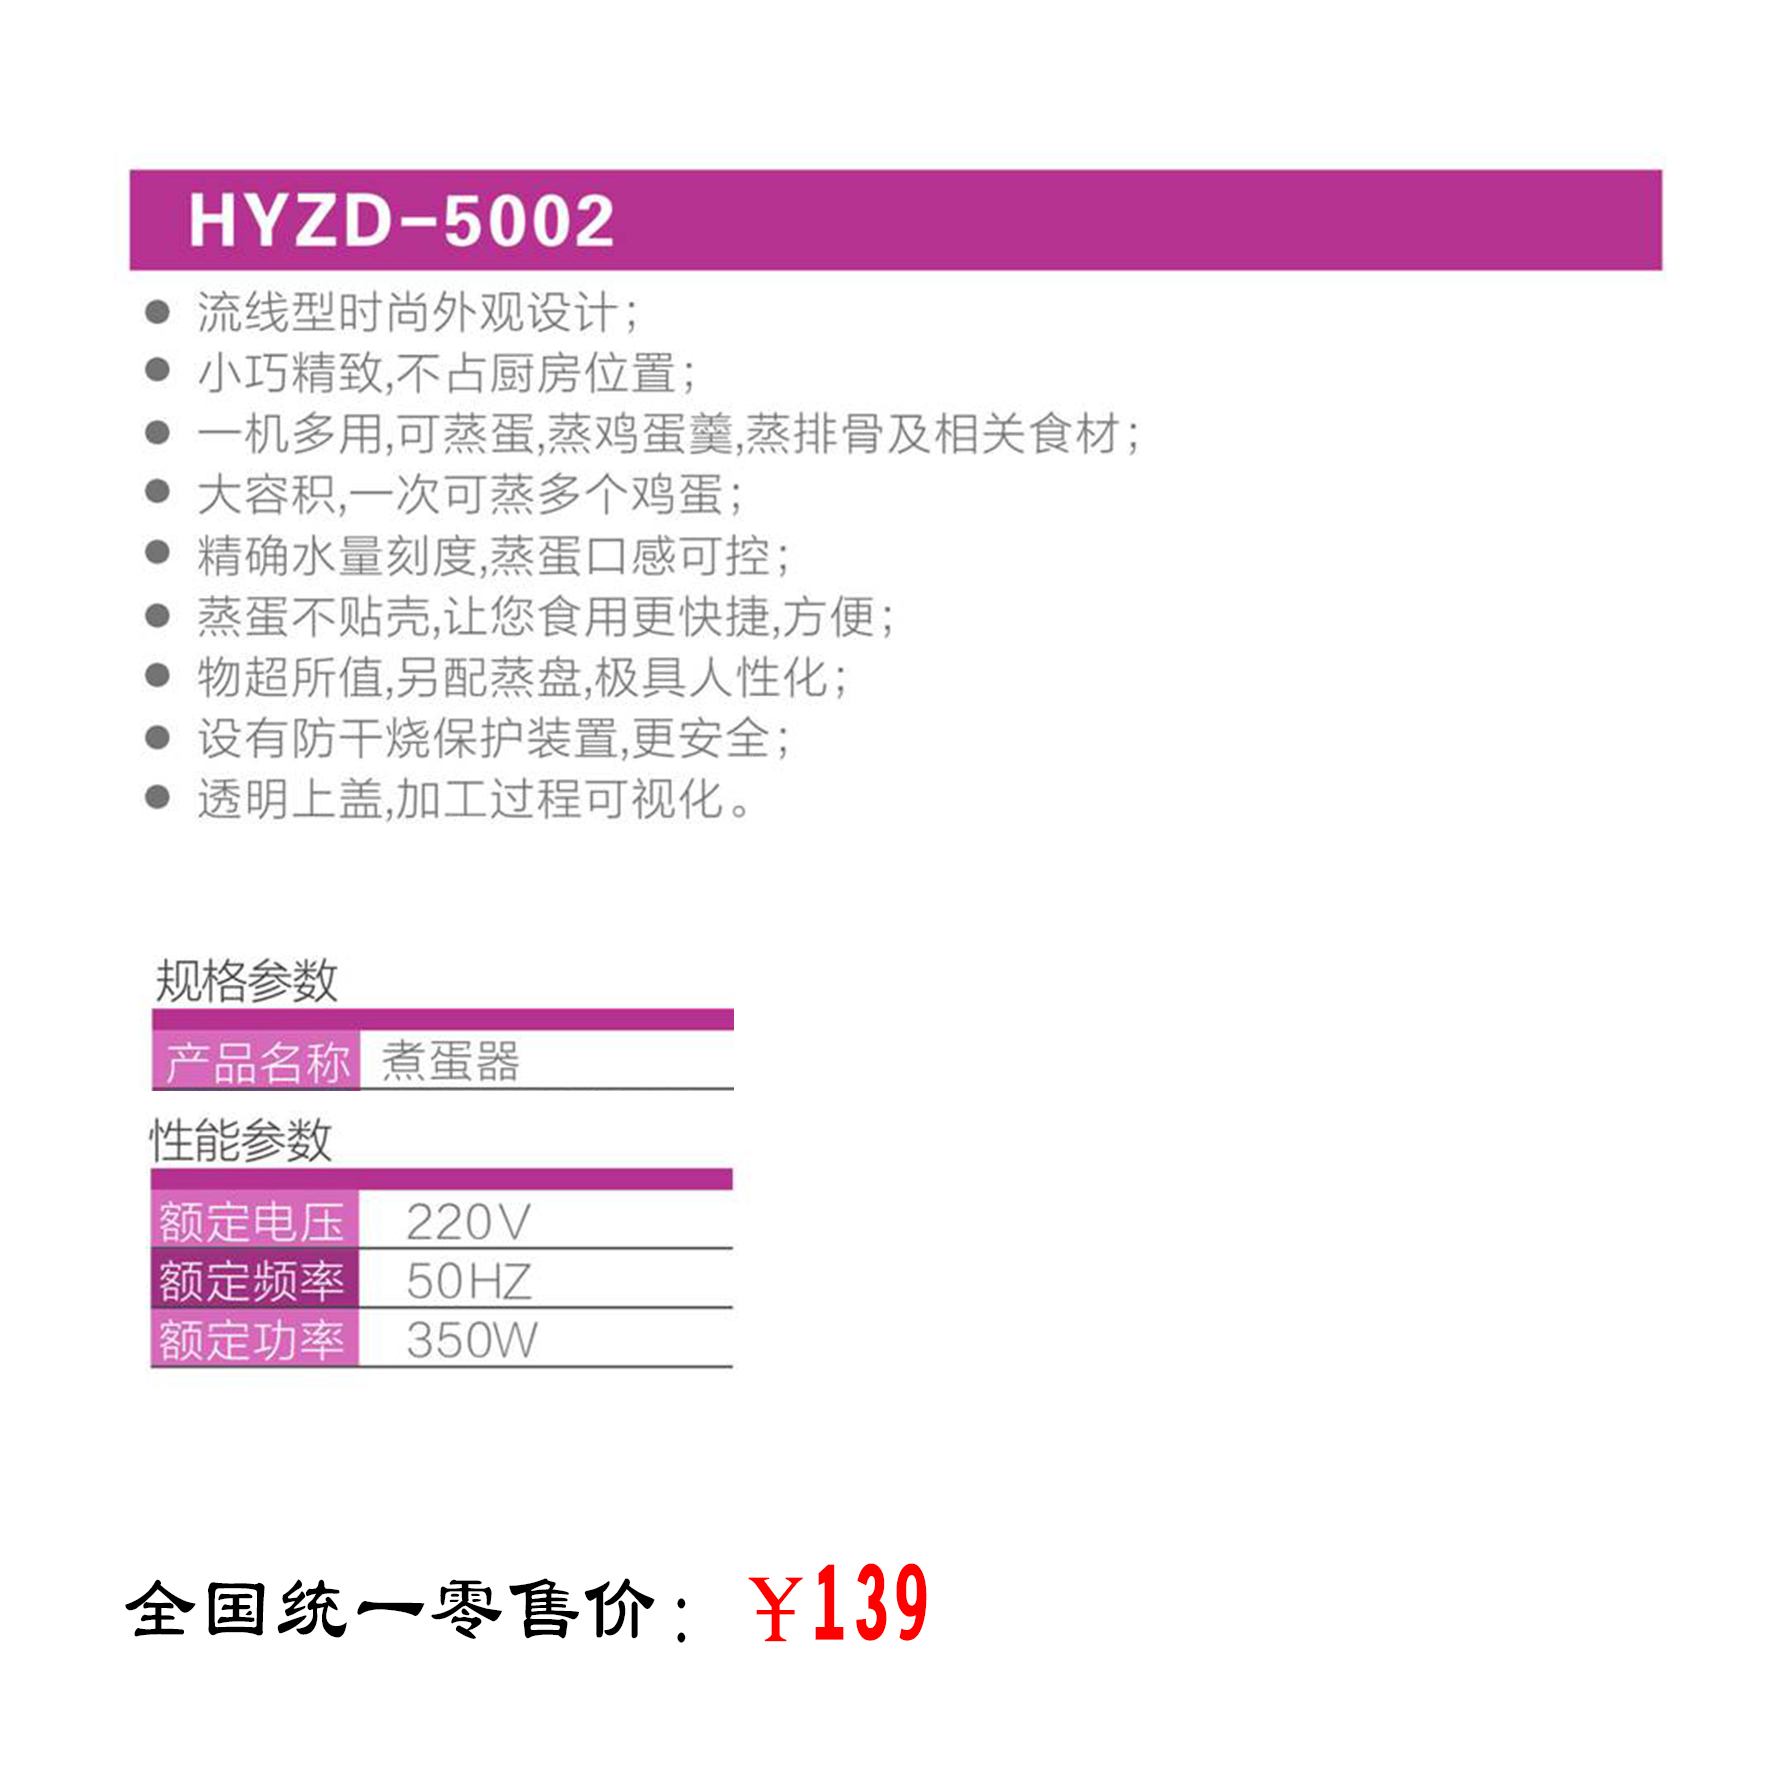 HYZD-5002
● 流线型时尚外观设计；
● 小巧精致,不占厨房位置；
● 一机多用,可蒸蛋,蒸鸡蛋羹,蒸排骨及相关食材；
● 大容积,一次可蒸多个鸡蛋；
● 精确水量刻度,蒸蛋口感可控；
● 蒸蛋不贴壳,让您食用更快捷,方便；
● 物超所值,另配蒸盘,极具人性化；
● 设有防干烧保护装置,更安全；
● 透明上盖,加工过程可视化。
规格参数
产品名称 煮蛋器
性能参数
额定电压 220V
额定频率 50HZ
额定功率 350W
全国统一零售价：￥139